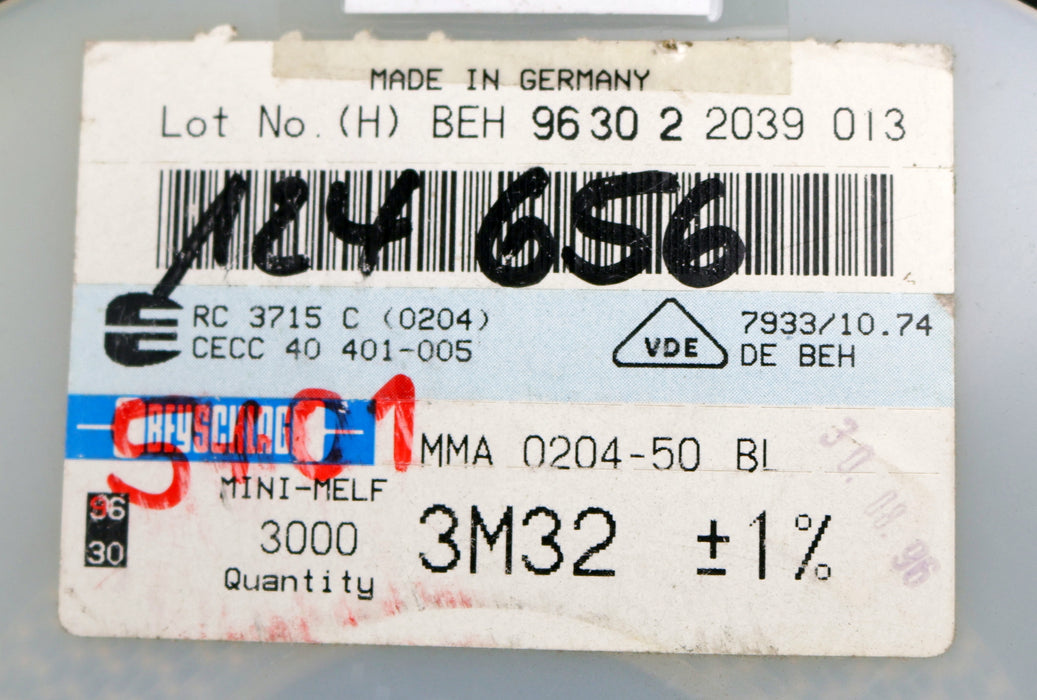 MADE IN GERMANY
Lot No. (H) BEH 9630 2 2039 013
124 656
RC 3715 C (0204)
CECC 40 401-005
VDE
7933/10.74
DE BEH
BEYSCHLAG
5101
MMA 0204-50 BL
MINI-MELF
96
30
3000
Quantity
3M32 ±1%
30. 08. 96